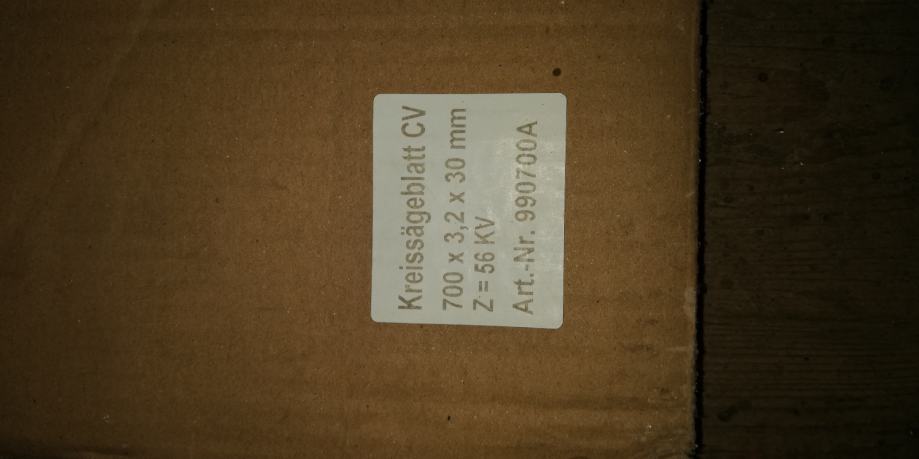 Kreissägeblatt CV
700 x 3,2 x 30 mm
Z = 56 KV
Art.-Nr. 990700A